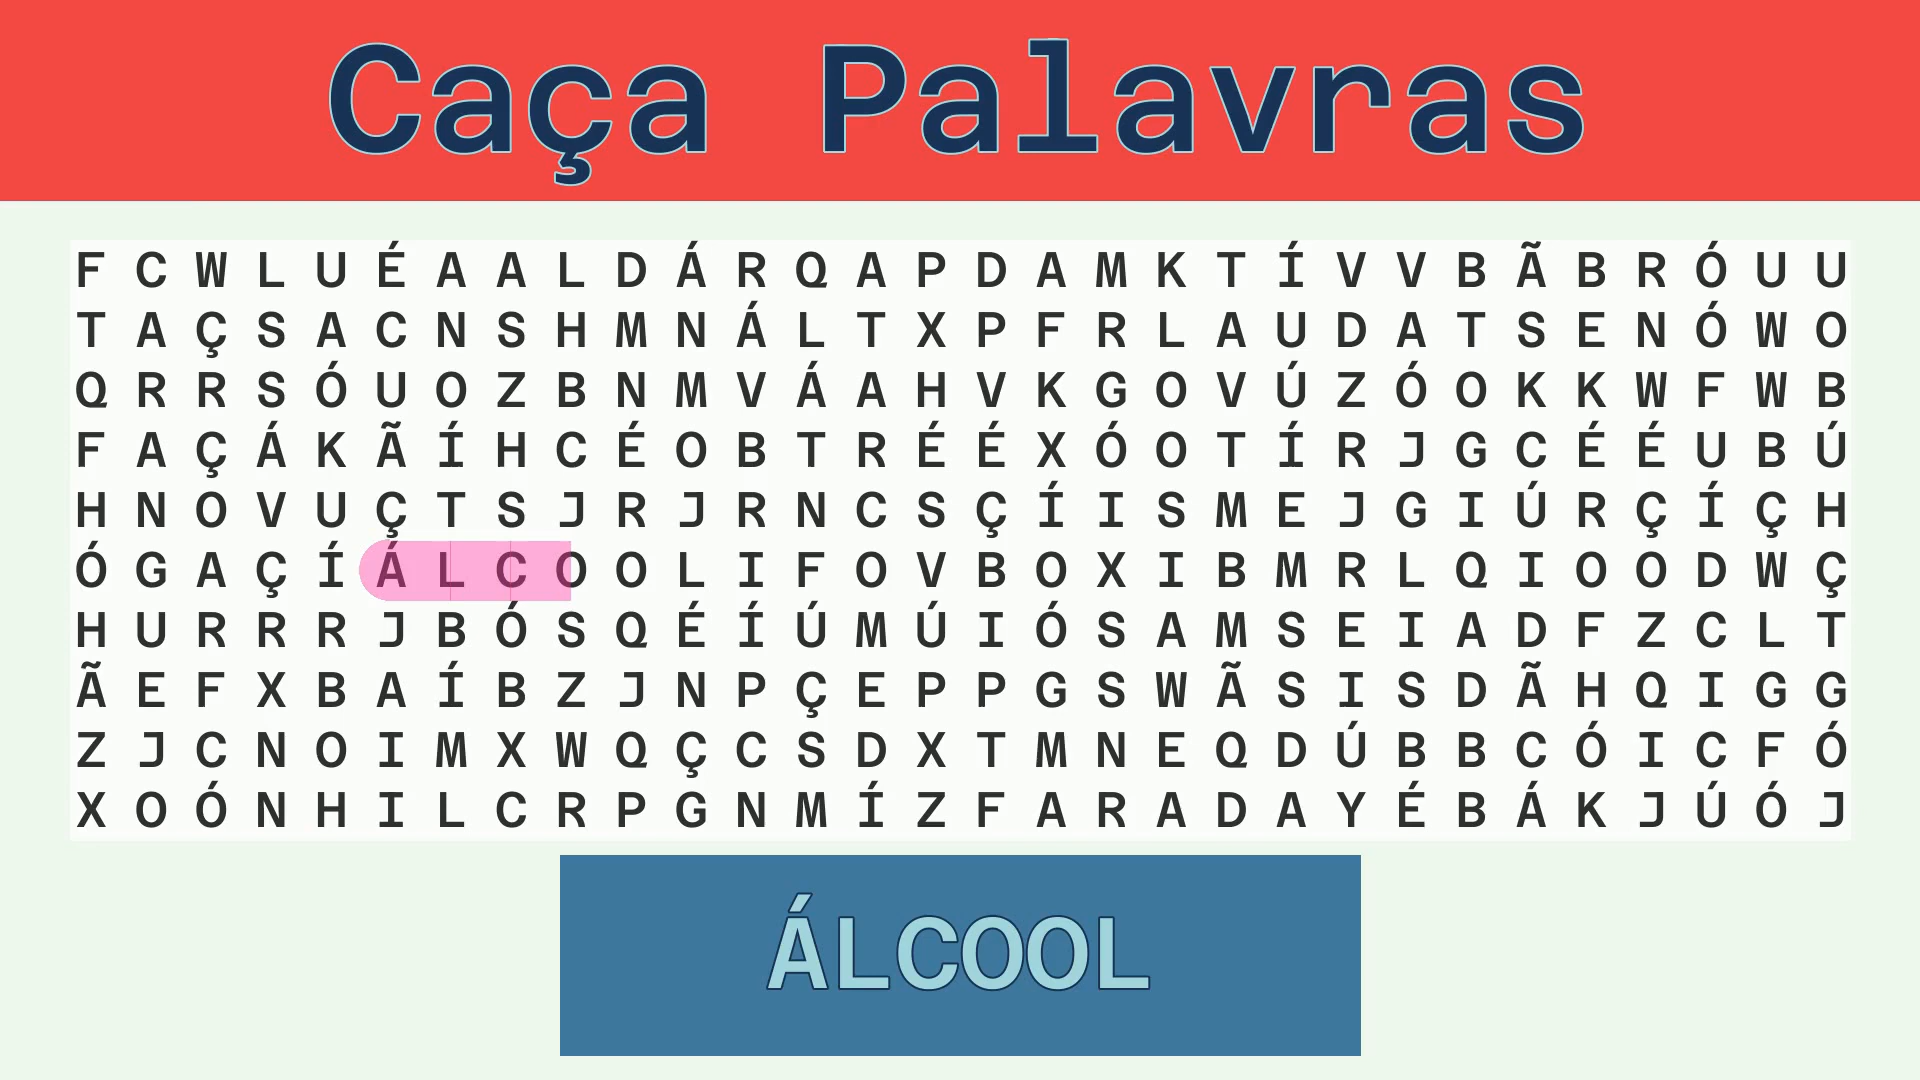 Caça Palavras
F C W L U É A A L D Á R Q A P D A M K T Í V V B Ã B R Ó U U
T A Ç S A C N S H M N Á L T X P F R L A U D A T S E N Ó W O
Q R R S Ó U O Z B N M V Á A H V K G O V Ú Z Ó O K K W F W B
F A Ç Á K Ã Í H C É O B T R É É X Ó O T Í R J G C É É U B Ú
H N O V U Ç T S J R J R N C S Ç Í I S M E J G I Ú R Ç Í Ç H
Ó G A Ç Í Á L C O O L I F O V B O X I B M R L Q I O O D W Ç
H U R R R J B Ó S Q É Í Ú M Ú I Ó S A M S E I A D F Z C L T
Ã E F X B A Í B Z J N P Ç E P P G S W Ã S I S D Ã H Q I G G
Z J C N O I M X W Q Ç C S D X T M N E Q D Ú B B C Ó I C F Ó
X O Ó N H I L C R P G N M Í Z F A R A D A Y É B Á K J Ú Ó J
ÁLCOOL